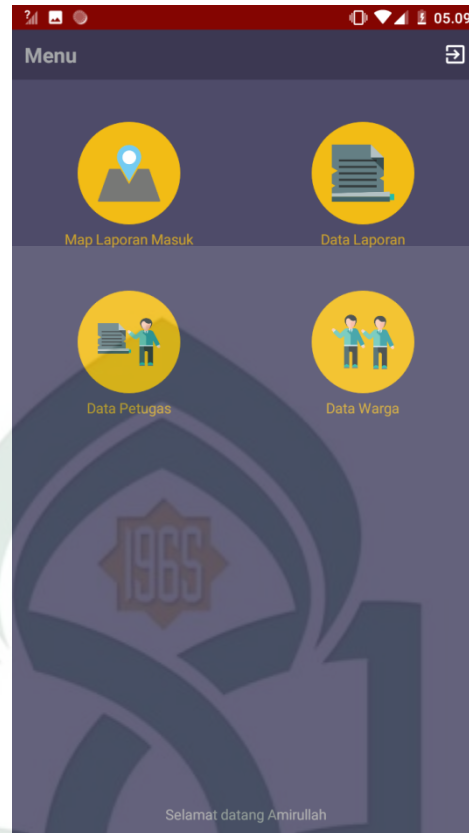 05.09
Menu
Map Laporan Masuk
Data Laporan
Data Petugas
Data Warga
1965
Selamat datang Amirullah